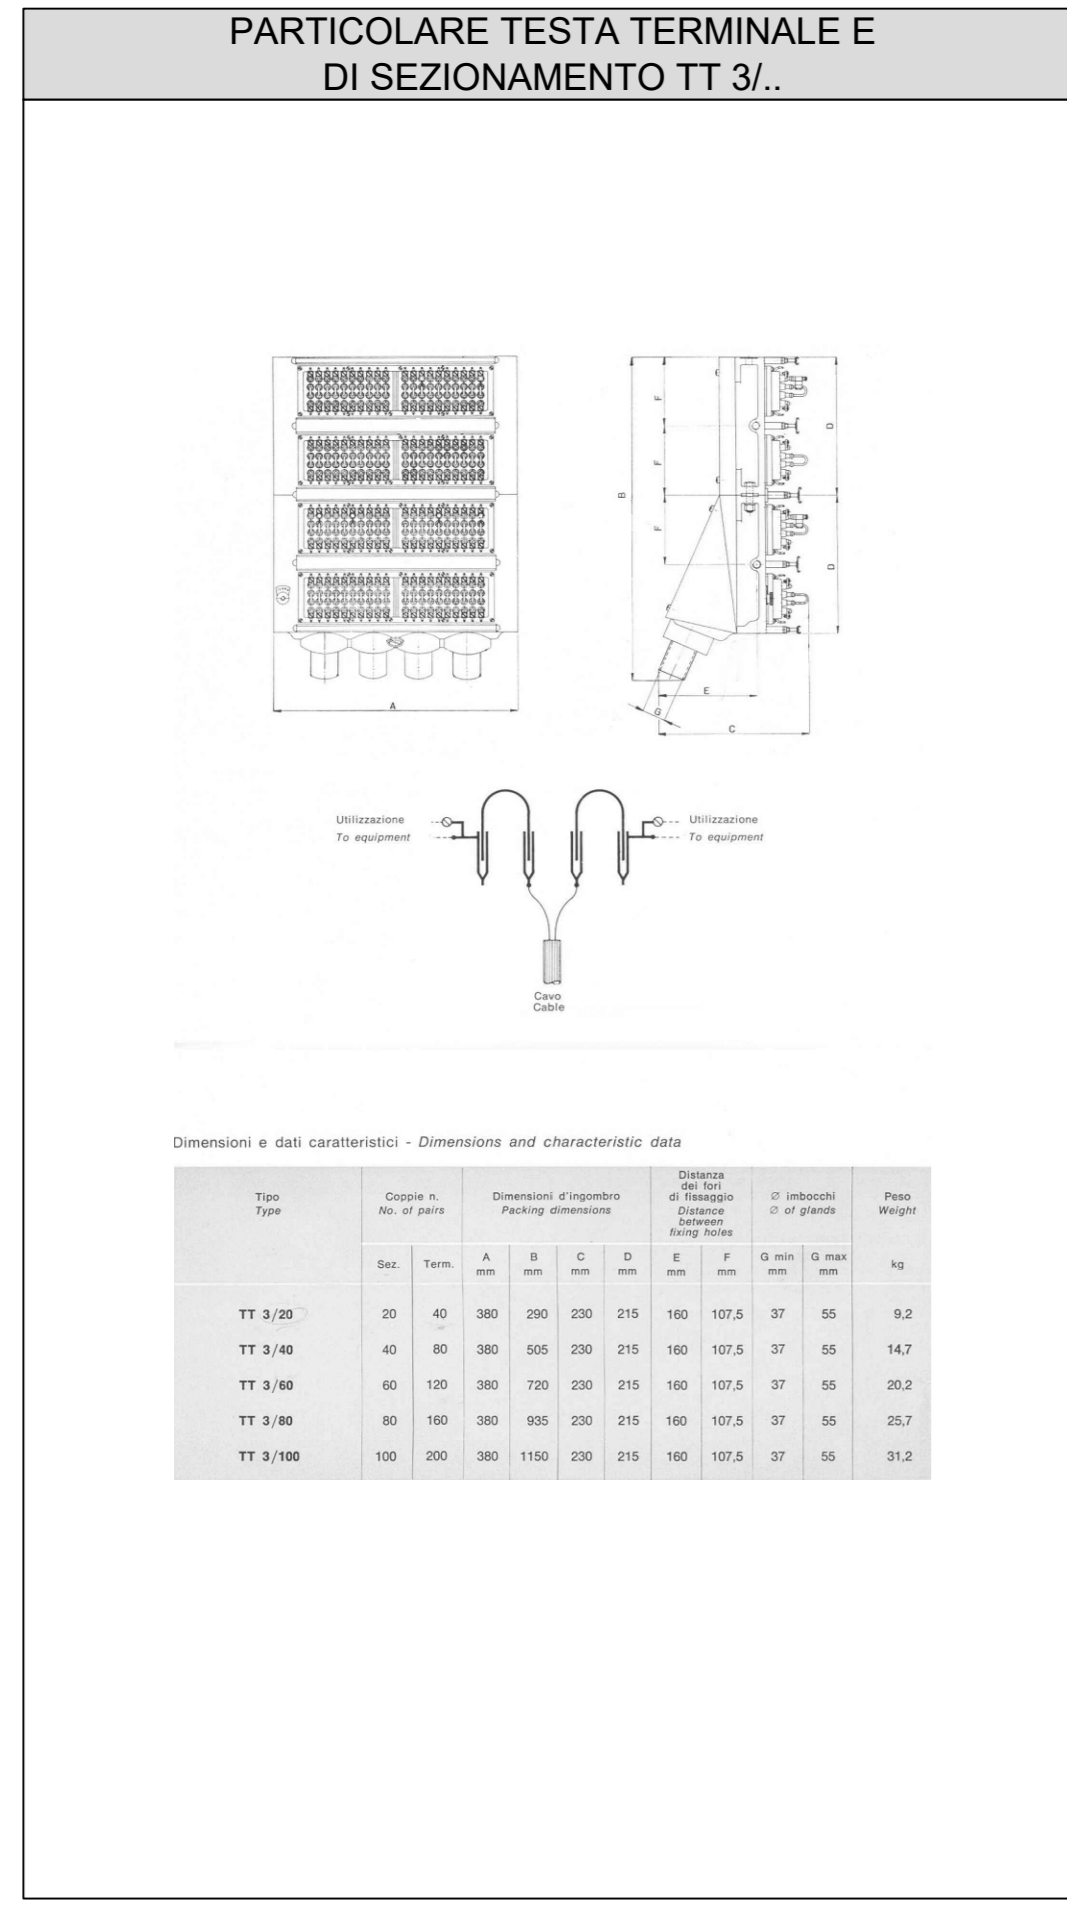 PARTICOLARE TESTA TERMINALE E
DI SEZIONAMENTO TT 3/..
F
F
F
B
D
D
A
E
G
C
Utilizzazione
To equipment
Utilizzazione
To equipment
Cavo
Cable
Dimensioni e dati caratteristici - Dimensions and characteristic data
Tipo
Type
Coppie n.
No. of pairs
Dimensioni d'ingombro
Packing dimensions
Distanza
dei fori
di fissaggio
Distance
between
fixing holes
Ø imbocchi
Ø of glands
Peso
Weight
Sez. Term. A mm B mm C mm D mm E mm F mm G min mm G max mm kg
TT 3/20 20 40 380 290 230 215 160 107,5 37 55 9,2
TT 3/40 40 80 380 505 230 215 160 107,5 37 55 14,7
TT 3/60 60 120 380 720 230 215 160 107,5 37 55 20,2
TT 3/80 80 160 380 935 230 215 160 107,5 37 55 25,7
TT 3/100 100 200 380 1150 230 215 160 107,5 37 55 31,2